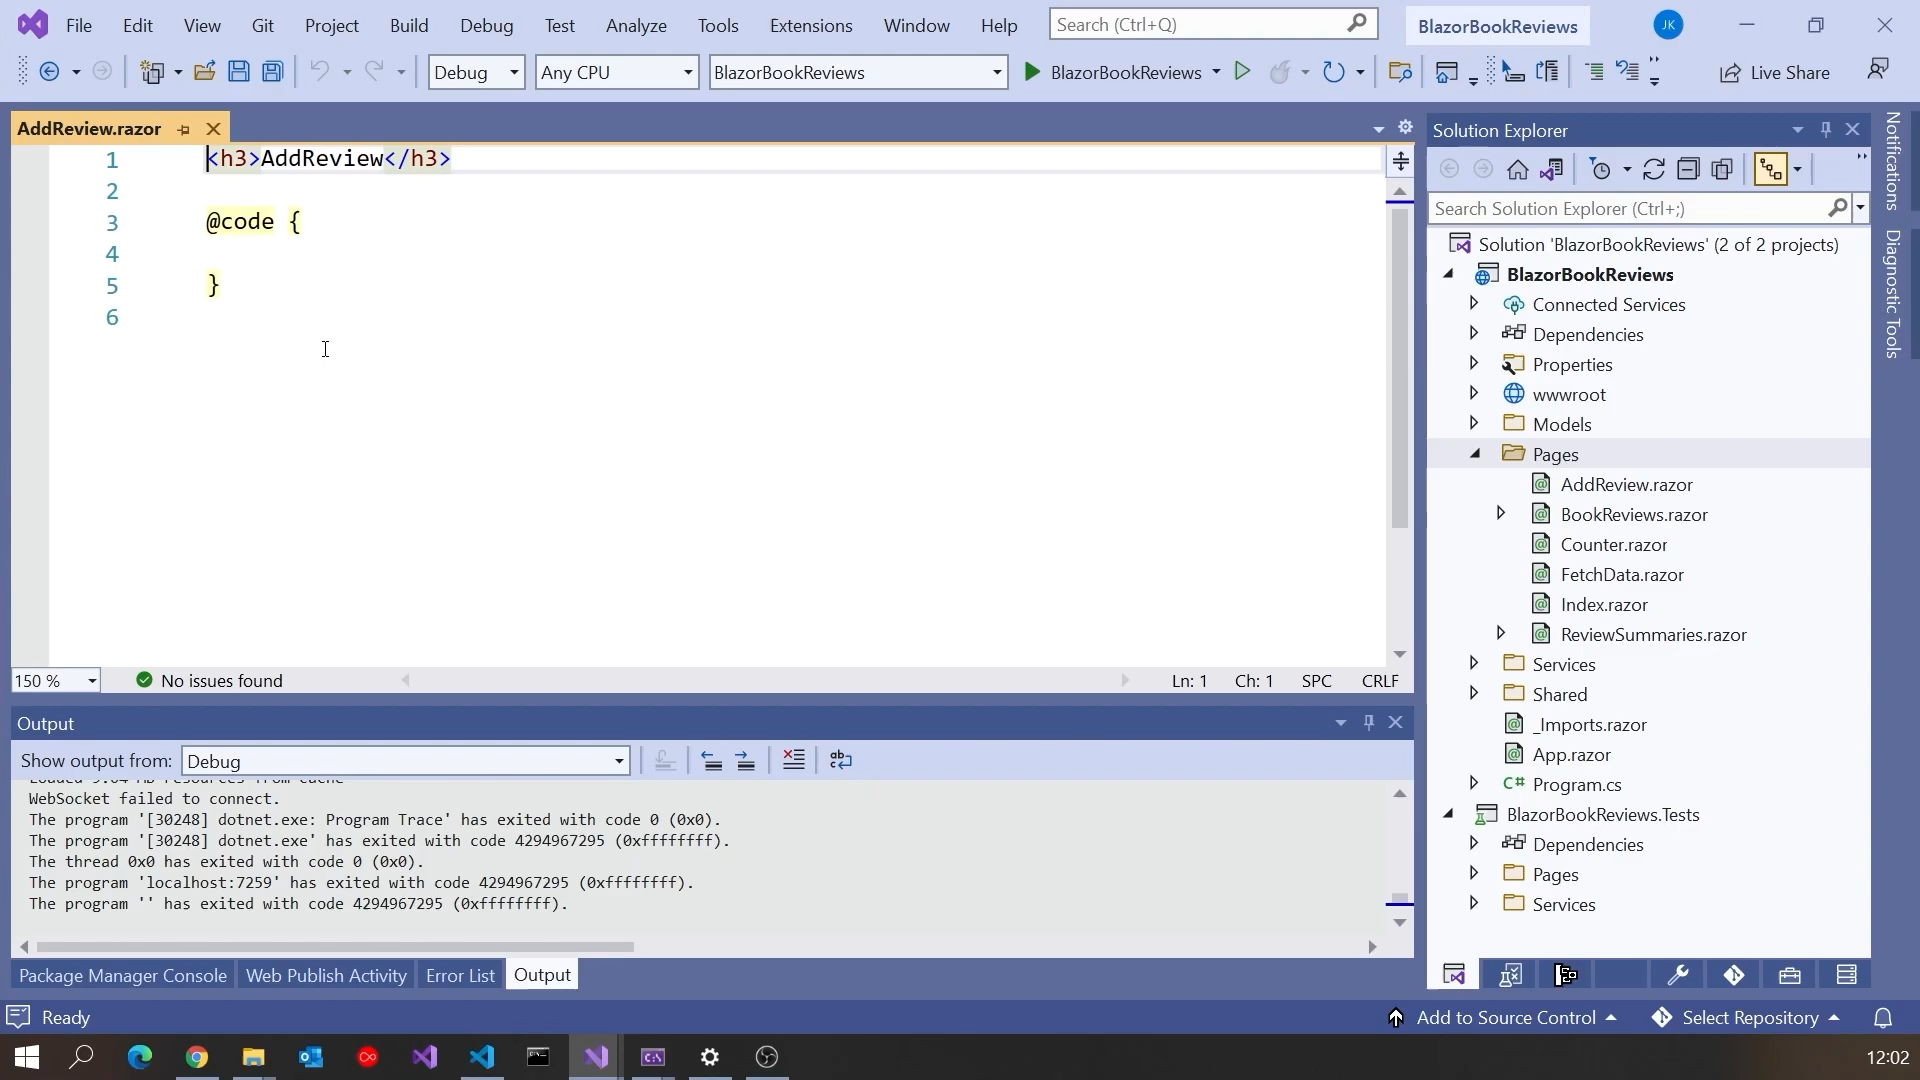 File Edit View Git Project Build Debug Test Analyze Tools Extensions Window Help Search (Ctrl+Q) BlazorBookReviews JK
Debug Any CPU BlazorBookReviews BlazorBookReviews Live Share
AddReview.razor
1 <h3>AddReview</h3>
2
3 @code {
4
5 }
6
150 % No issues found Ln: 1 Ch: 1 SPC CRLF
Output
Show output from: Debug
Loaded 9.04 MB resources from cache
WebSocket failed to connect.
The program '[30248] dotnet.exe: Program Trace' has exited with code 0 (0x0).
The program '[30248] dotnet.exe' has exited with code 4294967295 (0xffffffff).
The thread 0x0 has exited with code 0 (0x0).
The program 'localhost:7259' has exited with code 4294967295 (0xffffffff).
The program '' has exited with code 4294967295 (0xffffffff).
Package Manager Console Web Publish Activity Error List Output
Solution Explorer
Search Solution Explorer (Ctrl+;)
Solution 'BlazorBookReviews' (2 of 2 projects)
BlazorBookReviews
Connected Services
Dependencies
Properties
wwwroot
Models
Pages
AddReview.razor
BookReviews.razor
Counter.razor
FetchData.razor
Index.razor
ReviewSummaries.razor
Services
Shared
_Imports.razor
App.razor
C# Program.cs
BlazorBookReviews.Tests
Dependencies
Pages
Services
Notifications
Diagnostic Tools
Ready Add to Source Control Select Repository
12:02